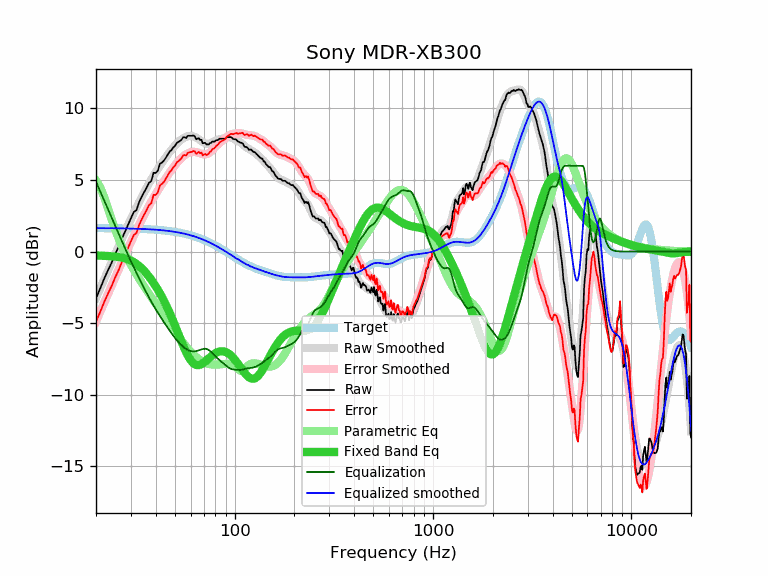 Sony MDR-XB300
Amplitude (dBr)
10
5
0
−5
−10
−15
Target
Raw Smoothed
Error Smoothed
Raw
Error
Parametric Eq
Fixed Band Eq
Equalization
Equalized smoothed
100
1000
10000
Frequency (Hz)